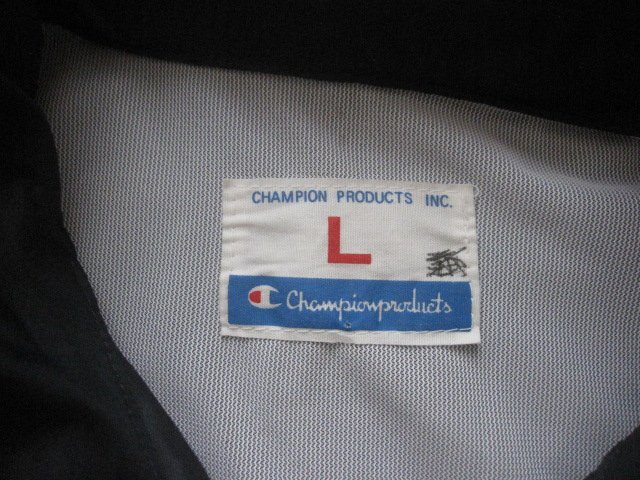 CHAMPION PRODUCTS INC.
L
Championproducts